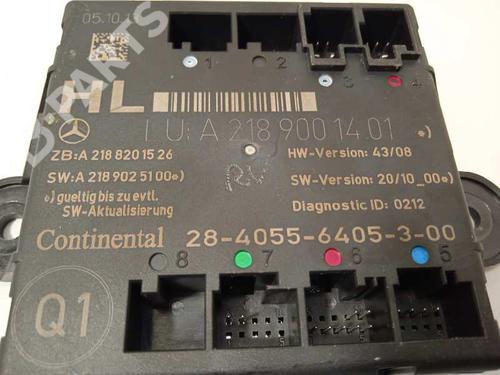 05.10.
B-PARTS
1 2 3 4
HL
LU: A 218 900 14 01 *)
ZB:A 218 820 15 26
HW-Version: 43/08
SW:A 218 902 51 00*)
SW-Version: 20/10_00*)
*) gueltig bis zu evtl.
SW-Aktualisierung
Diagnostic ID: 0212
Continental 28-4055-6405-3-00
8 7 6 5
Q1